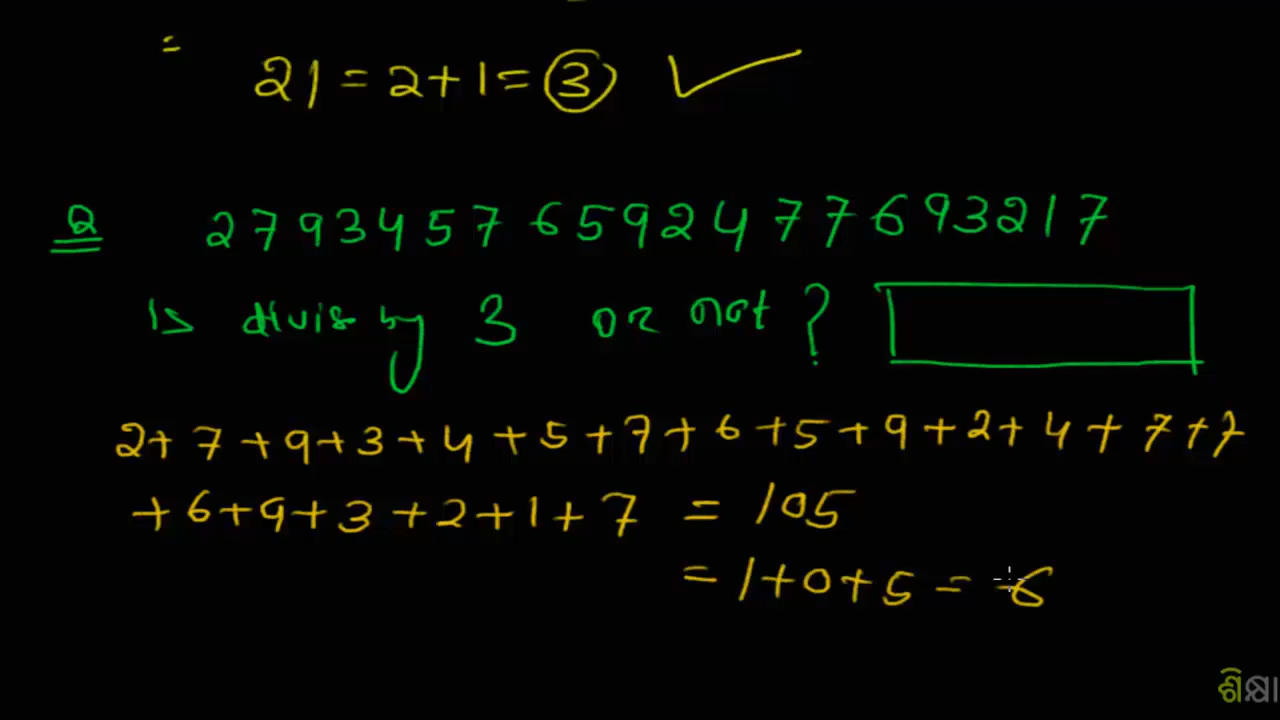 =
21 = 2+1 = 3
Q 27934576592477693217
Is divis by 3 or not ?
2+7+9+3+4+5+7+6+5+9+2+4+7+7
+6+9+3+2+1+7 = 105
= 1+0+5 = 6
ଶିକ୍ଷା